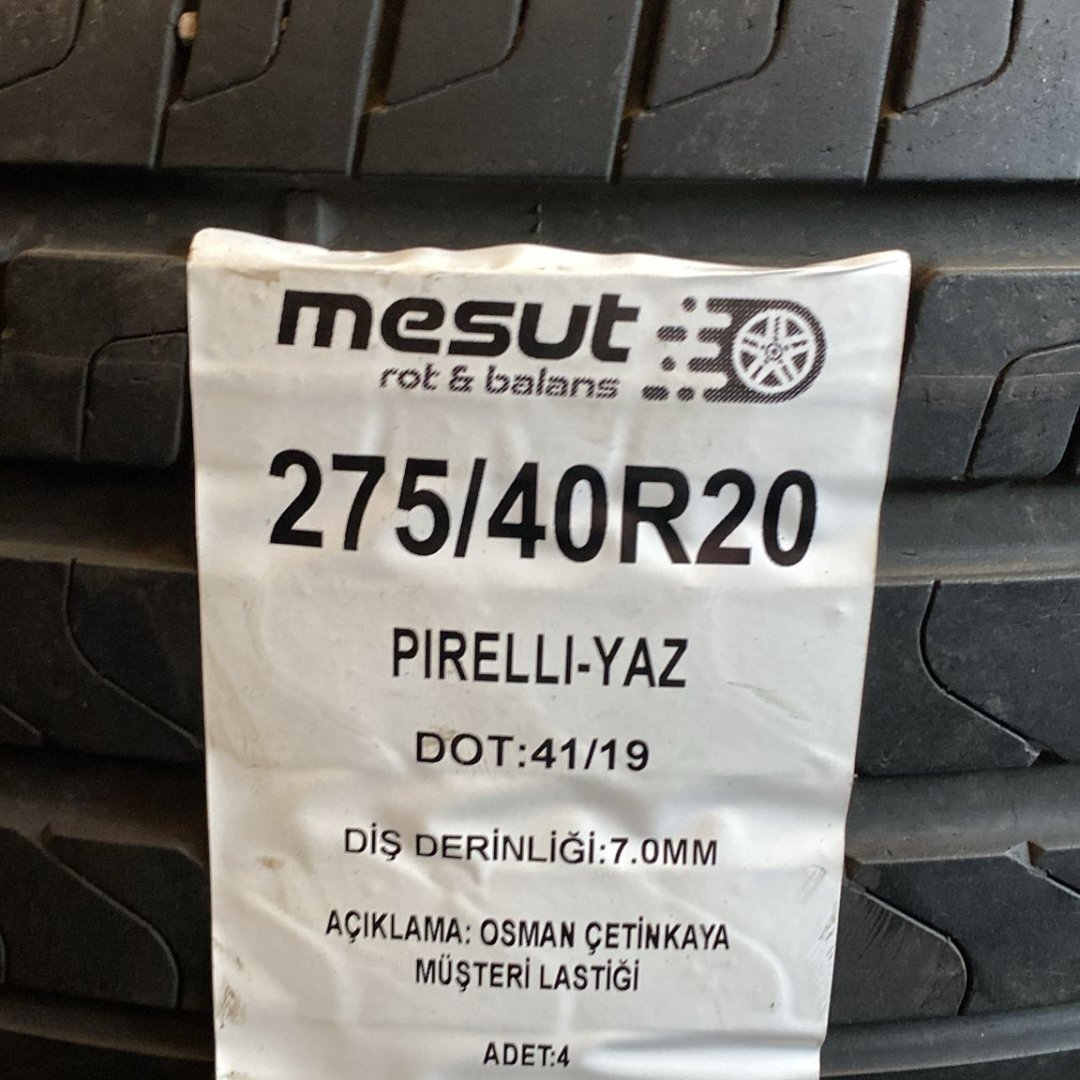 mesut
rot & balans
275/40R20
PIRELLI-YAZ
DOT:41/19
DİŞ DERİNLİĞİ:7.0MM
AÇIKLAMA: OSMAN ÇETİNKAYA
MÜŞTERİ LASTİĞİ
ADET:4